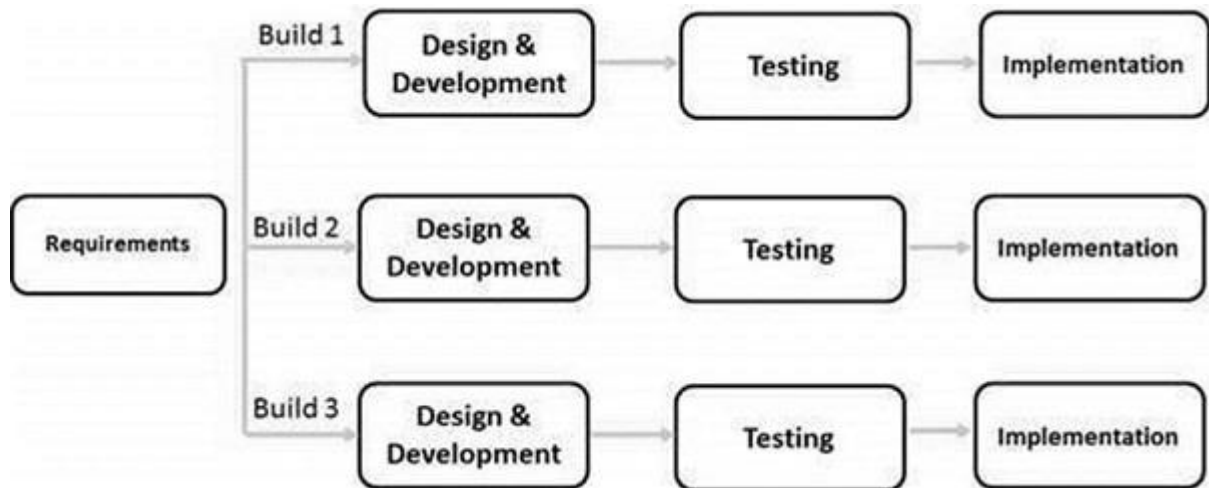 Build 1
Design &
Development
Testing
Implementation
Requirements
Build 2
Design &
Development
Testing
Implementation
Build 3
Design &
Development
Testing
Implementation